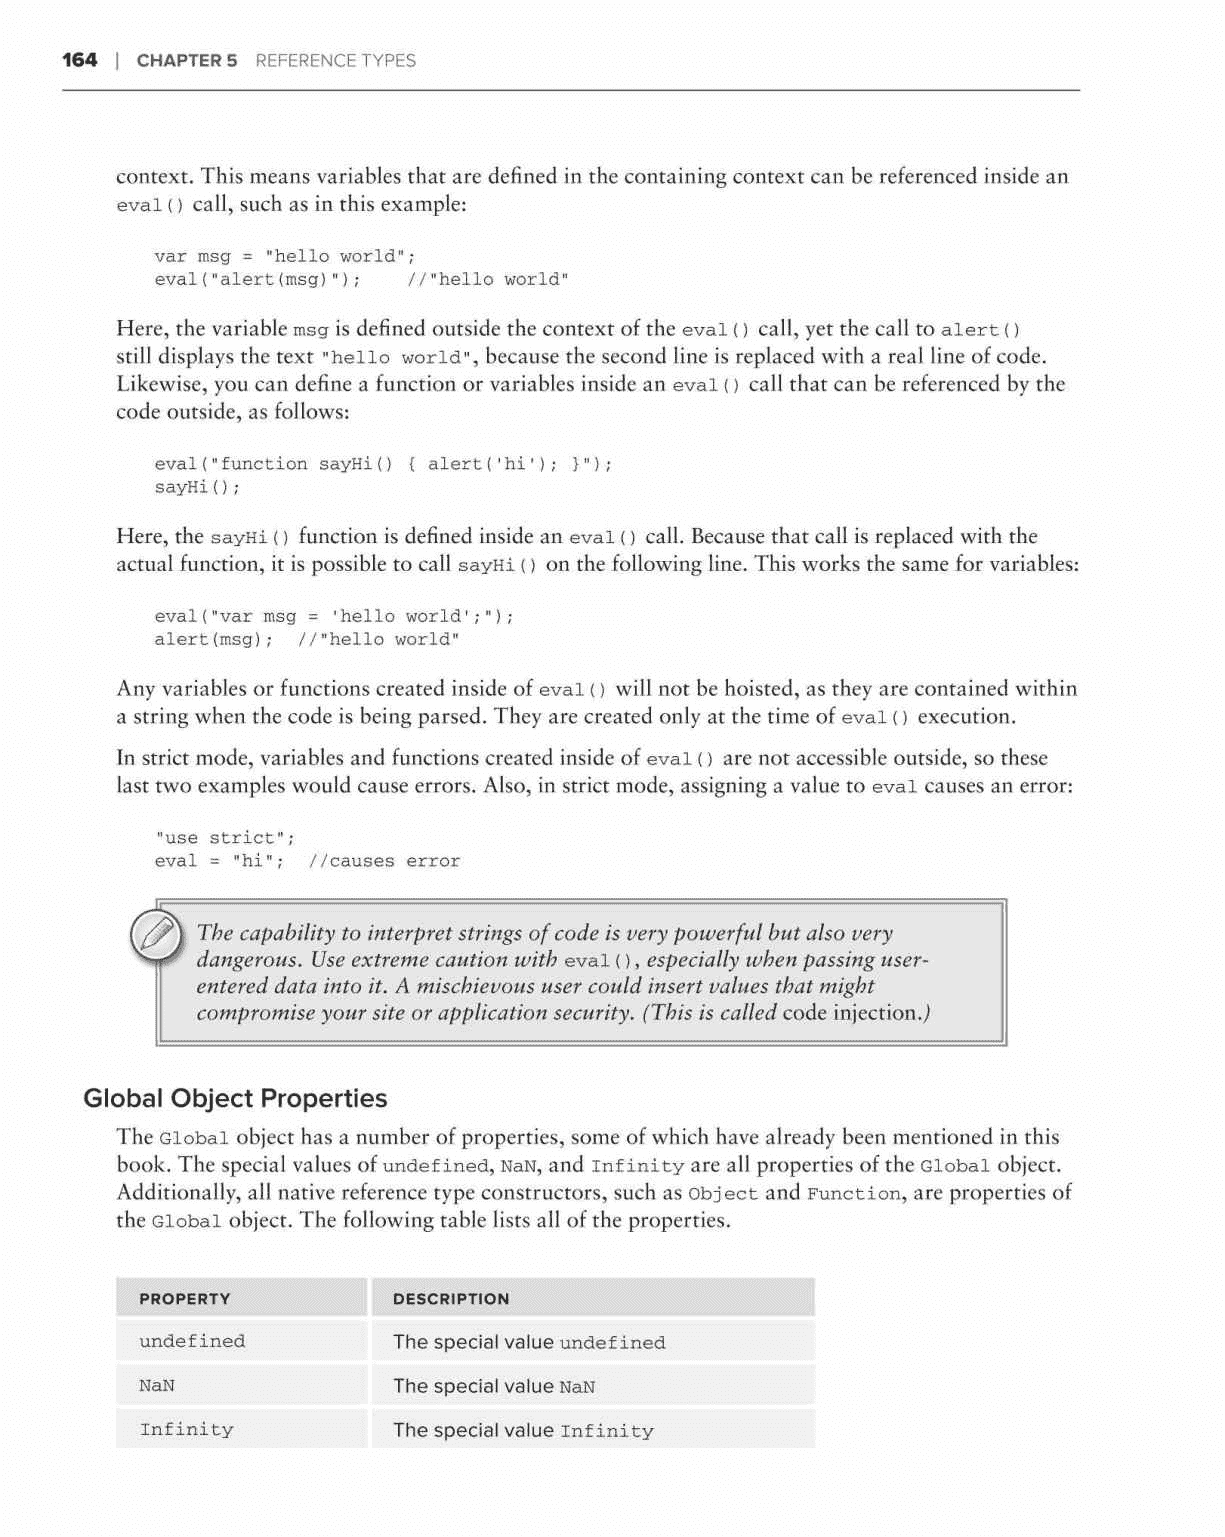 164 | CHAPTER 5 REFERENCE TYPES
context. This means variables that are defined in the containing context can be referenced inside an
eval() call, such as in this example:
var msg = "hello world";
eval("alert(msg)");    //"hello world"
Here, the variable msg is defined outside the context of the eval() call, yet the call to alert()
still displays the text "hello world", because the second line is replaced with a real line of code.
Likewise, you can define a function or variables inside an eval() call that can be referenced by the
code outside, as follows:
eval("function sayHi() { alert('hi'); }");
sayHi();
Here, the sayHi() function is defined inside an eval() call. Because that call is replaced with the
actual function, it is possible to call sayHi() on the following line. This works the same for variables:
eval("var msg = 'hello world';");
alert(msg);  //"hello world"
Any variables or functions created inside of eval() will not be hoisted, as they are contained within
a string when the code is being parsed. They are created only at the time of eval() execution.
In strict mode, variables and functions created inside of eval() are not accessible outside, so these
last two examples would cause errors. Also, in strict mode, assigning a value to eval causes an error:
"use strict";
eval = "hi";  //causes error
The capability to interpret strings of code is very powerful but also very
dangerous. Use extreme caution with eval(), especially when passing user-
entered data into it. A mischievous user could insert values that might
compromise your site or application security. (This is called code injection.)
Global Object Properties
The Global object has a number of properties, some of which have already been mentioned in this
book. The special values of undefined, NaN, and Infinity are all properties of the Global object.
Additionally, all native reference type constructors, such as Object and Function, are properties of
the Global object. The following table lists all of the properties.
PROPERTY DESCRIPTION
undefined The special value undefined
NaN The special value NaN
Infinity The special value Infinity